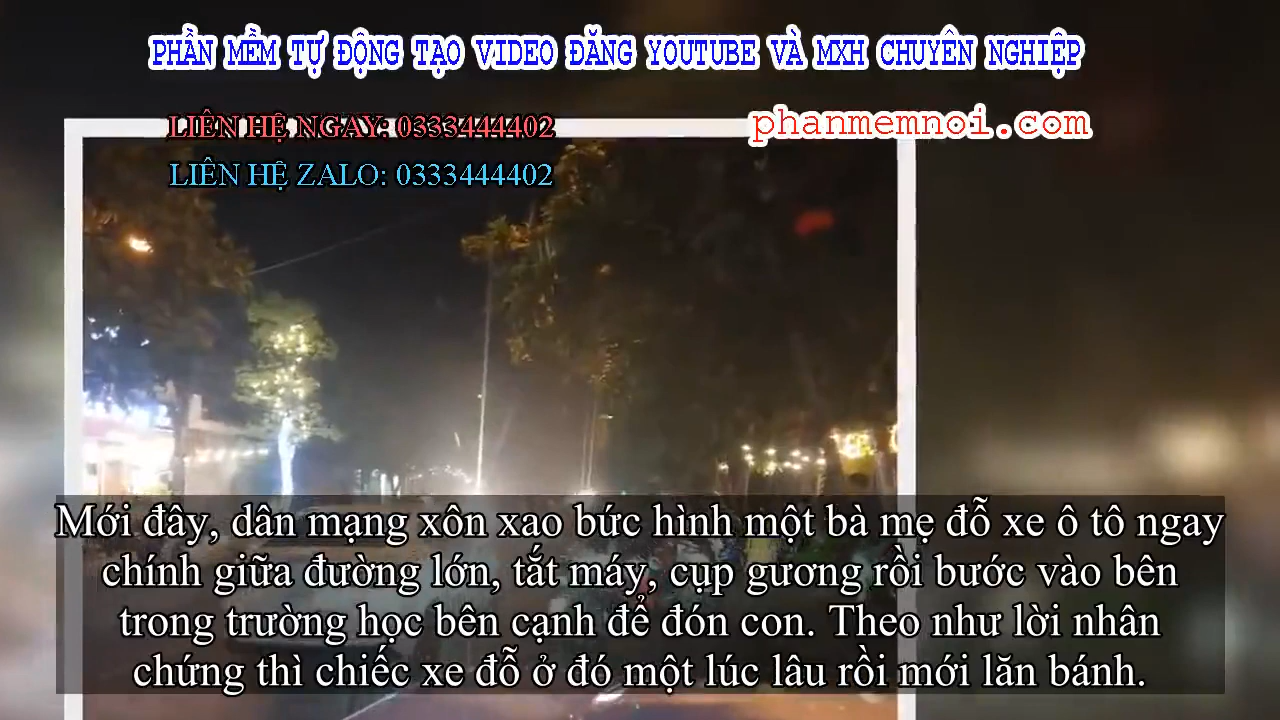 PHẦN MỀM TỰ ĐỘNG TẠO VIDEO ĐĂNG YOUTUBE VÀ MXH CHUYÊN NGHIỆP
LIÊN HỆ NGAY: 0333444402
phanmemnoi.com
LIÊN HỆ ZALO: 0333444402
Mới đây, dân mạng xôn xao bức hình một bà mẹ đỗ xe ô tô ngay
chính giữa đường lớn, tắt máy, cụp gương rồi bước vào bên
trong trường học bên cạnh để đón con. Theo như lời nhân
chứng thì chiếc xe đỗ ở đó một lúc lâu rồi mới lăn bánh.